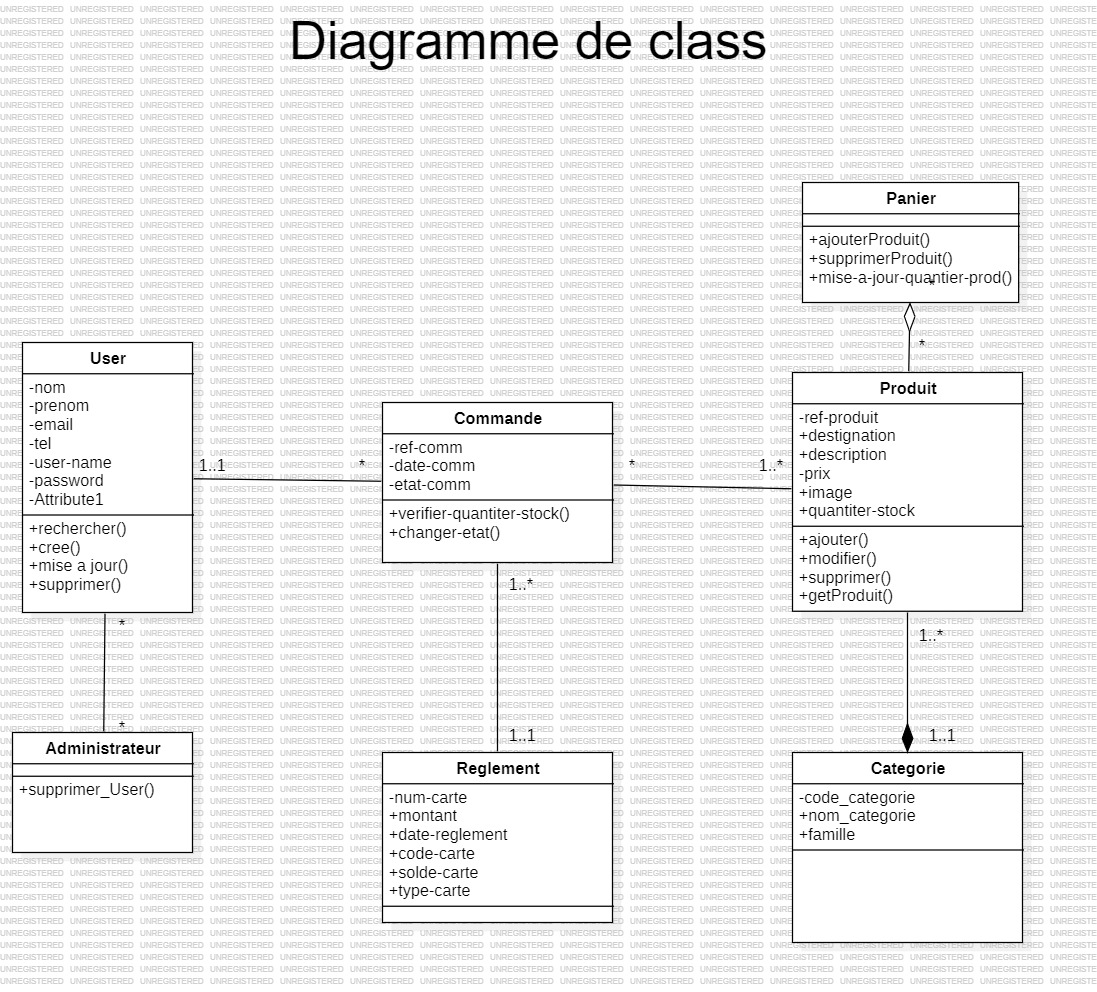 Diagramme de class
Panier
+ajouterProduit()
+supprimerProduit()
+mise-a-jour-quantier-prod()
*
*
User
-nom
-prenom
-email
-tel
-user-name
-password
-Attribute1
+rechercher()
+cree()
+mise a jour()
+supprimer()
1..1
*
Commande
-ref-comm
-date-comm
-etat-comm
+verifier-quantiter-stock()
+changer-etat()
*
1..*
Produit
-ref-produit
+destignation
+description
-prix
+image
+quantiter-stock
+ajouter()
+modifier()
+supprimer()
+getProduit()
*
*
Administrateur
+supprimer_User()
1..*
1..1
Reglement
-num-carte
+montant
+date-reglement
+code-carte
+solde-carte
+type-carte
1..*
1..1
Categorie
-code_categorie
+nom_categorie
+famille
UNREGISTERED